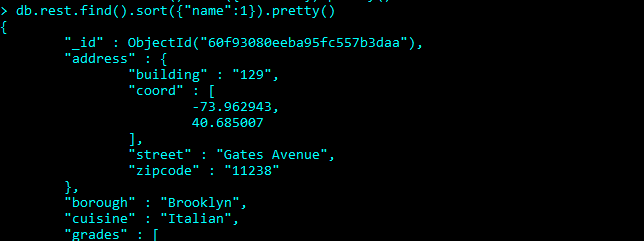 > db.rest.find().sort({"name":1}).pretty()
{
"_id" : ObjectId("60f93080eeba95fc557b3daa"),
"address" : {
"building" : "129",
"coord" : [
-73.962943,
40.685007
],
"street" : "Gates Avenue",
"zipcode" : "11238"
},
"borough" : "Brooklyn",
"cuisine" : "Italian",
"grades" : [